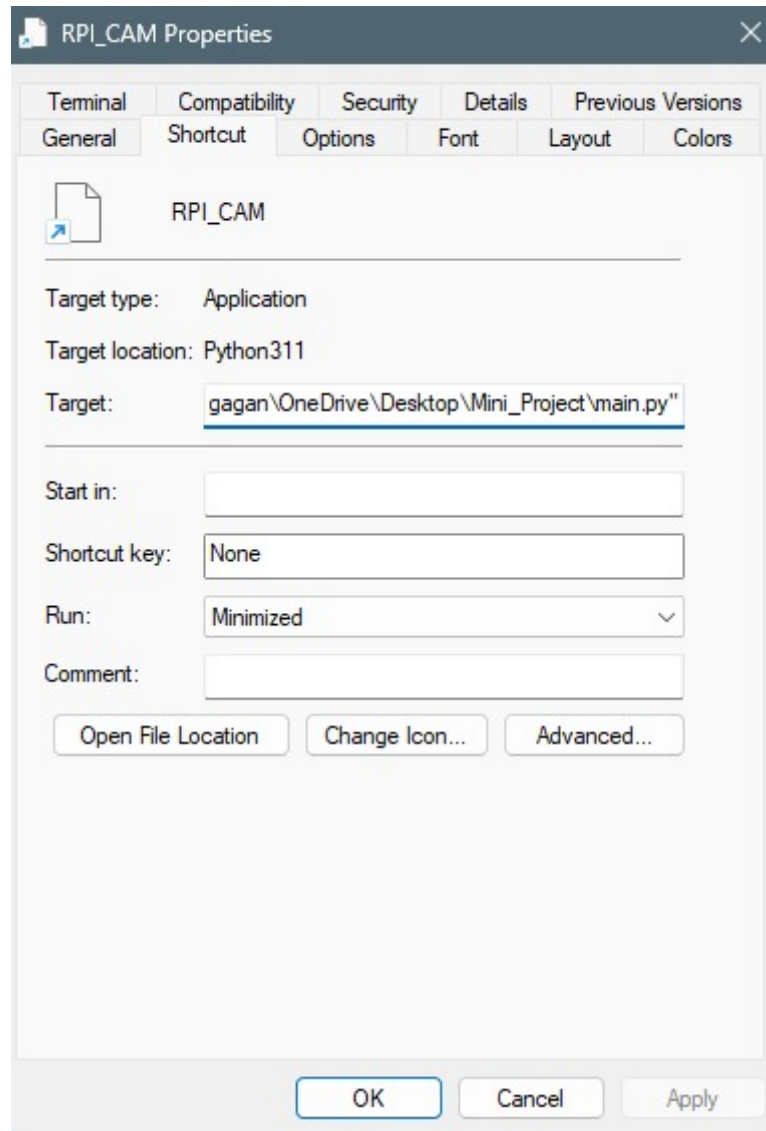 RPI_CAM Properties
Terminal Compatibility Security Details Previous Versions
General Shortcut Options Font Layout Colors
RPI_CAM
Target type: Application
Target location: Python311
Target: gagan\OneDrive\Desktop\Mini_Project\main.py"
Start in:
Shortcut key: None
Run: Minimized
Comment:
Open File Location Change Icon... Advanced...
OK Cancel Apply